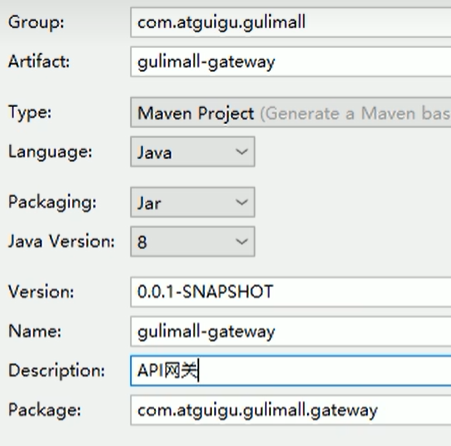 Group: com.atguigu.gulimall
Artifact: gulimall-gateway
Type: Maven Project (Generate a Maven bas
Language: Java
Packaging: Jar
Java Version: 8
Version: 0.0.1-SNAPSHOT
Name: gulimall-gateway
Description: API网关
Package: com.atguigu.gulimall.gateway